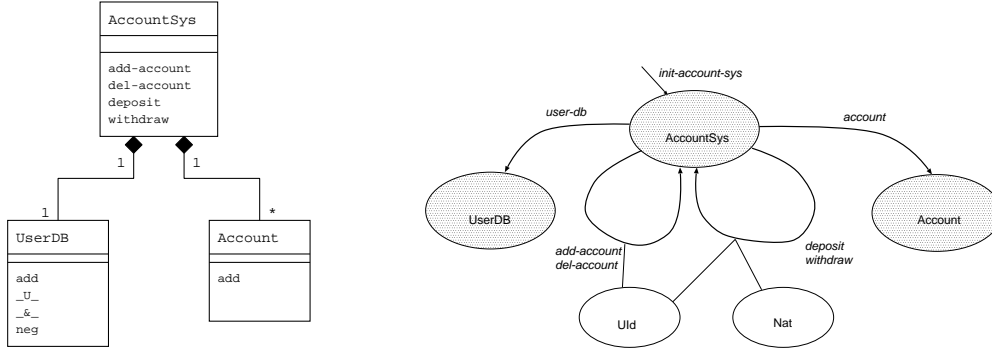 AccountSys
add-account
del-account
deposit
withdraw
1
1
1
*
UserDB
add
_U_
_&_
neg
Account
add
init-account-sys
user-db
account
AccountSys
UserDB
Account
add-account
del-account
deposit
withdraw
UId
Nat